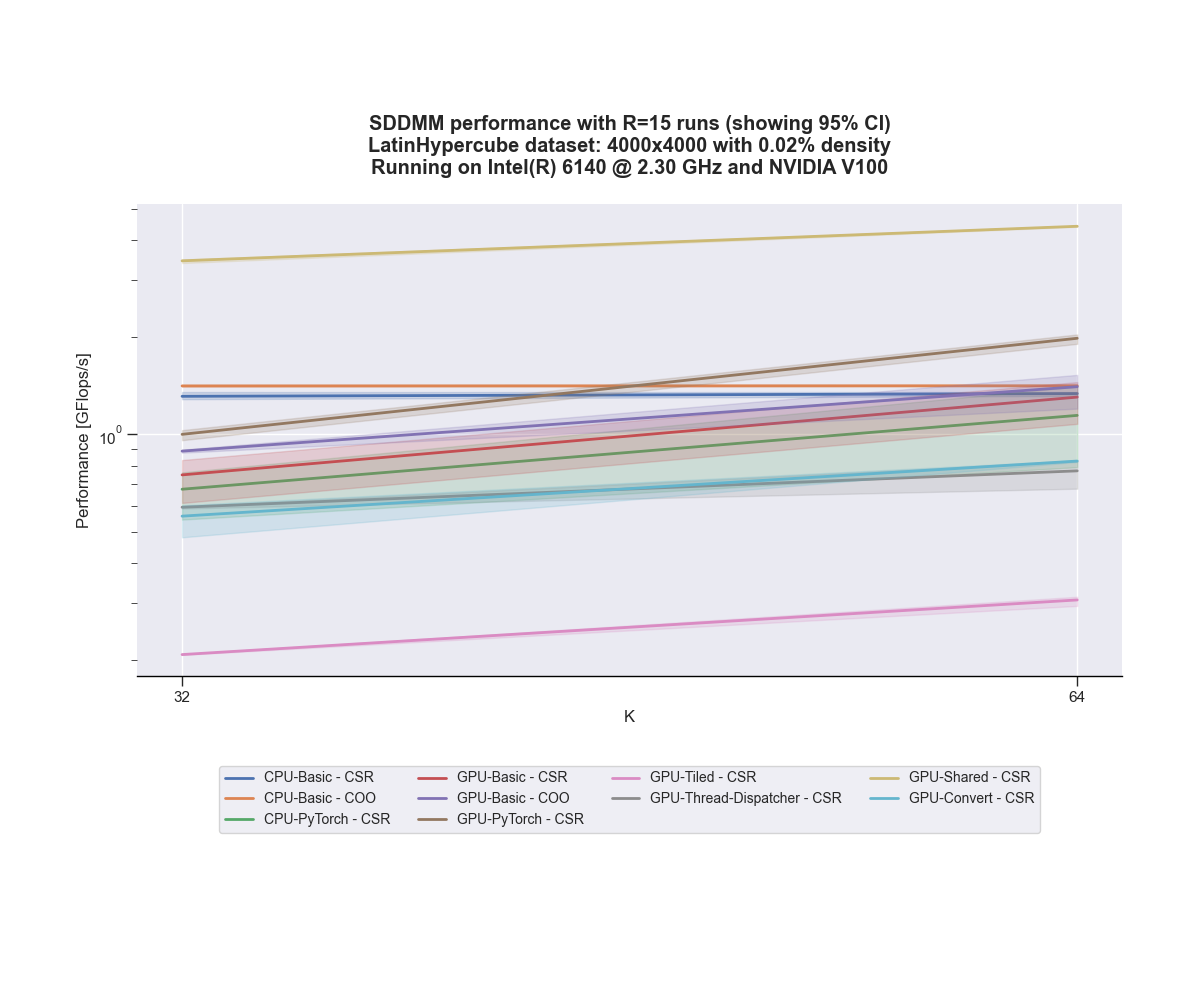 SDDMM performance with R=15 runs (showing 95% CI)
LatinHypercube dataset: 4000x4000 with 0.02% density
Running on Intel(R) 6140 @ 2.30 GHz and NVIDIA V100
Performance [GFlops/s]
10^0
32
64
K
CPU-Basic - CSR
CPU-Basic - COO
CPU-PyTorch - CSR
GPU-Basic - CSR
GPU-Basic - COO
GPU-PyTorch - CSR
GPU-Tiled - CSR
GPU-Thread-Dispatcher - CSR
GPU-Shared - CSR
GPU-Convert - CSR